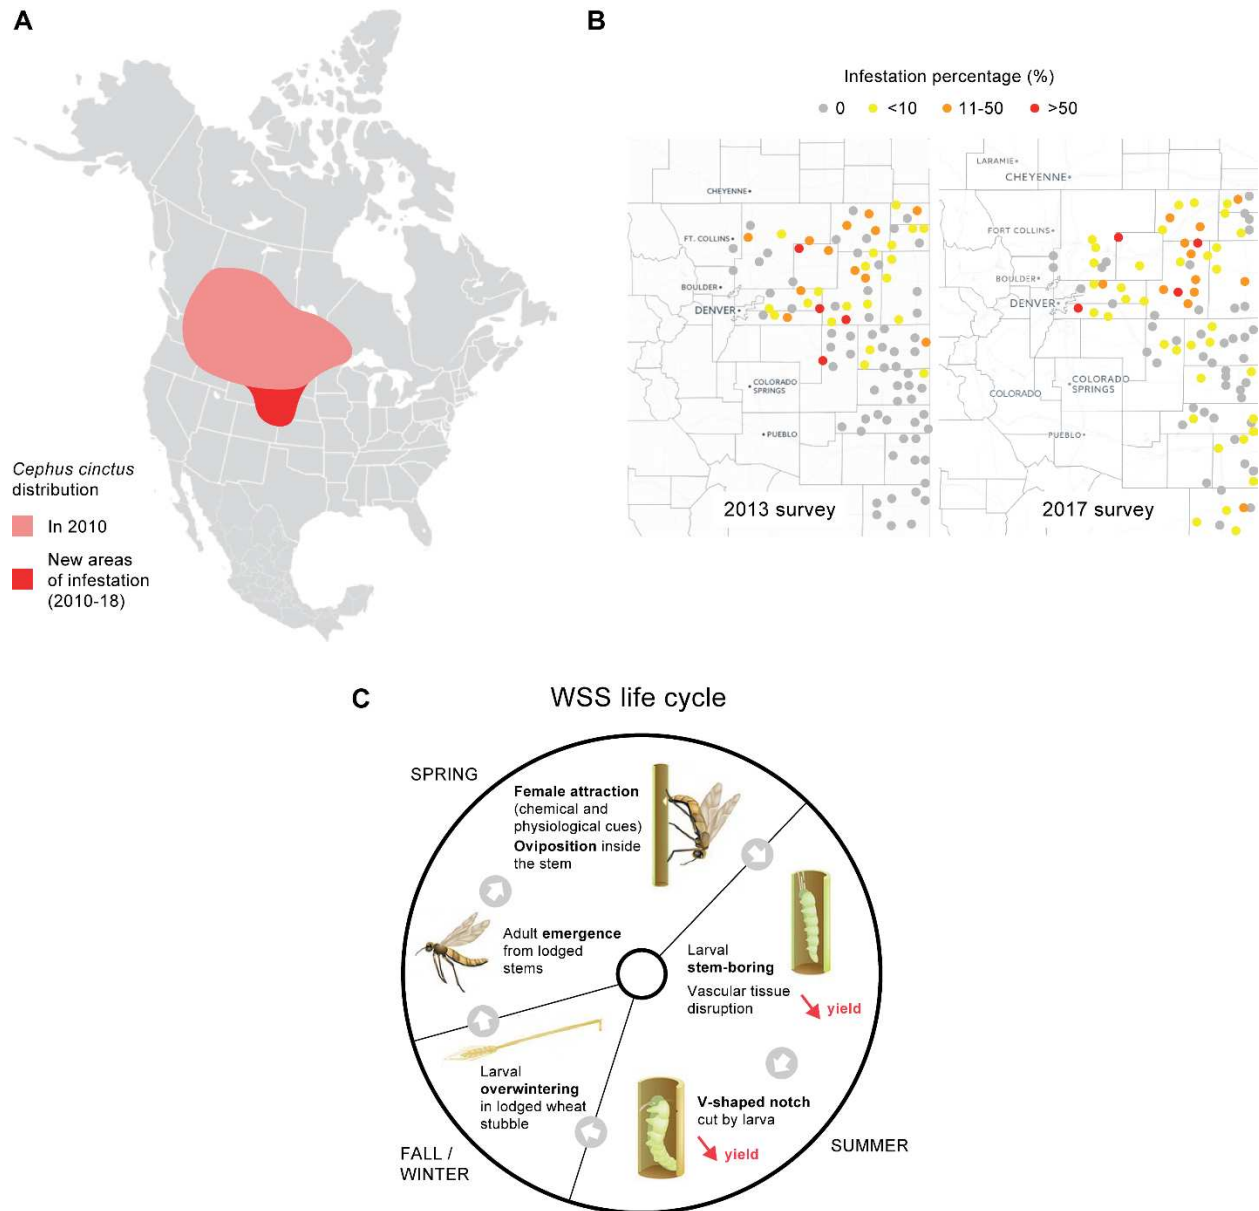 A
Cephus cinctus
distribution
In 2010
New areas
of infestation
(2010-18)
B
Infestation percentage (%)
0 <10 11-50 >50
CHEYENNE
FT. COLLINS
BOULDER
DENVER
COLORADO
SPRINGS
PUEBLO
2013 survey
LARAMIE
CHEYENNE
FORT COLLINS
BOULDER
DENVER
COLORADO
COLORADO
SPRINGS
PUEBLO
2017 survey
C
WSS life cycle
SPRING
Female attraction
(chemical and
physiological cues)
Oviposition inside
the stem
Adult emergence
from lodged
stems
Larval
stem-boring
Vascular tissue
disruption
yield
V-shaped notch
cut by larva
yield
SUMMER
Larval
overwintering
in lodged wheat
stubble
FALL /
WINTER